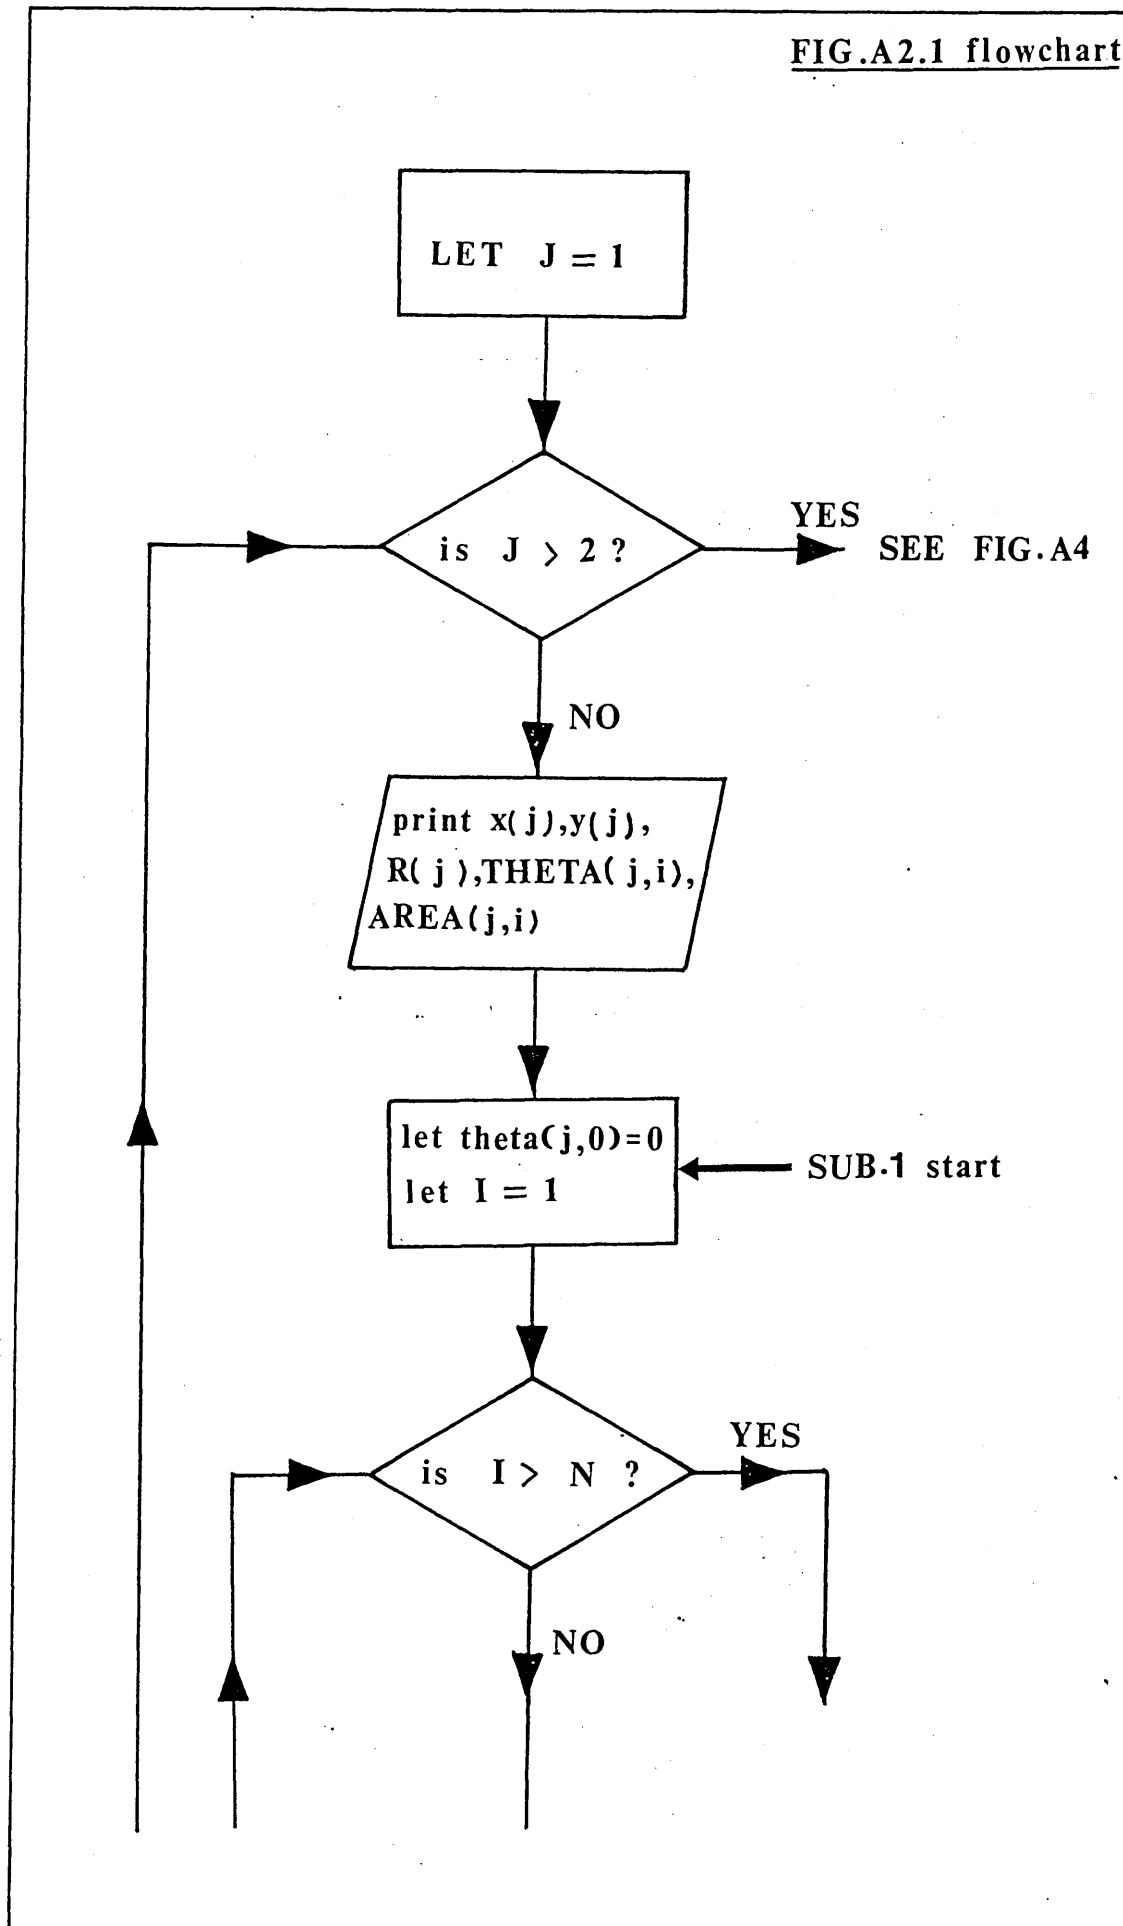 FIG.A2.1 flowchart
LET J = 1
is J > 2 ?
YES
SEE FIG.A4
NO
print x(j),y(j),
R(j),THETA(j,i),
AREA(j,i)
let theta(j,0)=0
let I = 1
SUB.1 start
is I > N ?
YES
NO